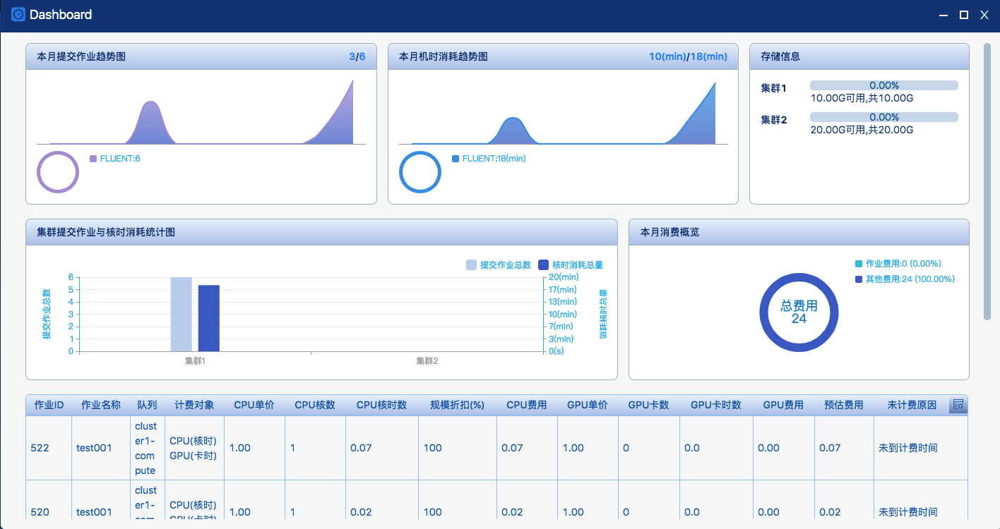 Dashboard
本月提交作业趋势图
3/6
FLUENT:6
本月机时消耗趋势图
10(min)/18(min)
FLUENT:18(min)
存储信息
集群1
0.00%
10.00G可用,共10.00G
集群2
0.00%
20.00G可用,共20.00G
集群提交作业与核时消耗统计图
提交作业总数
核时消耗总量
提交作业总数
6
5
4
3
2
1
0
20(min)
17(min)
13(min)
10(min)
7(min)
3(min)
0(s)
消耗核时总量
集群1
集群2
本月消费概览
作业费用:0 (0.00%)
其他费用:24 (100.00%)
总费用
24
作业ID 作业名称 队列 计费对象 CPU单价 CPU核数 CPU核时数 规模折扣(%) CPU费用 GPU单价 GPU卡数 GPU卡时数 GPU费用 预估费用 未计费原因
522
test001
clust
er1-
com
pute
CPU(核时)
GPU(卡时)
1.00
1
0.07
100
0.07
1.00
0
0.0
0.00
0.07
未到计费时间
520
test001
clust
er1-
com
CPU(核时)
GPU(卡时)
1.00
1
0.02
100
0.02
1.00
0
0.0
0.00
0.02
未到计费时间